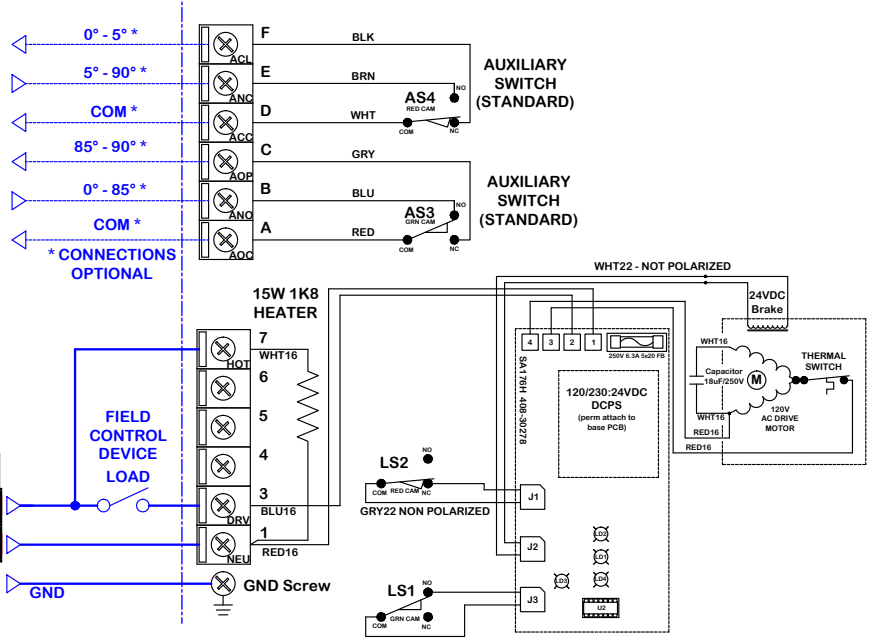 0° - 5° *
ACL
F
BLK
5° - 90° *
ANC
E
BRN
COM *
ACC
D
WHT
AS4
RED CAM
NO
COM
NC
AUXILIARY
SWITCH
(STANDARD)
85° - 90° *
AOP
C
GRY
0° - 85° *
ANO
B
BLU
COM *
AOC
A
RED
AS3
GRN CAM
NO
COM
NC
AUXILIARY
SWITCH
(STANDARD)
* CONNECTIONS
OPTIONAL
15W 1K8
HEATER
7
HOT
WHT16
6
5
4
3
DRV
BLU16
1
NEU
RED16
FIELD
CONTROL
DEVICE
LOAD
GND
GND Screw
WHT22 - NOT POLARIZED
24VDC
Brake
4
3
2
1
250V 6.3A 5x20 FB
SA176H 408-30278
120/230:24VDC
DCPS
(perm attach to
base PCB)
WHT16
Capacitor
18uF/250V
M
THERMAL
SWITCH
WHT16
120V
AC DRIVE
MOTOR
RED16
RED16
LS2
NO
COM
RED CAM
NC
GRY22 NON POLARIZED
J1
J2
J3
LD2
LD1
LD3
LD4
U2
LS1
NO
COM
GRN CAM
NC